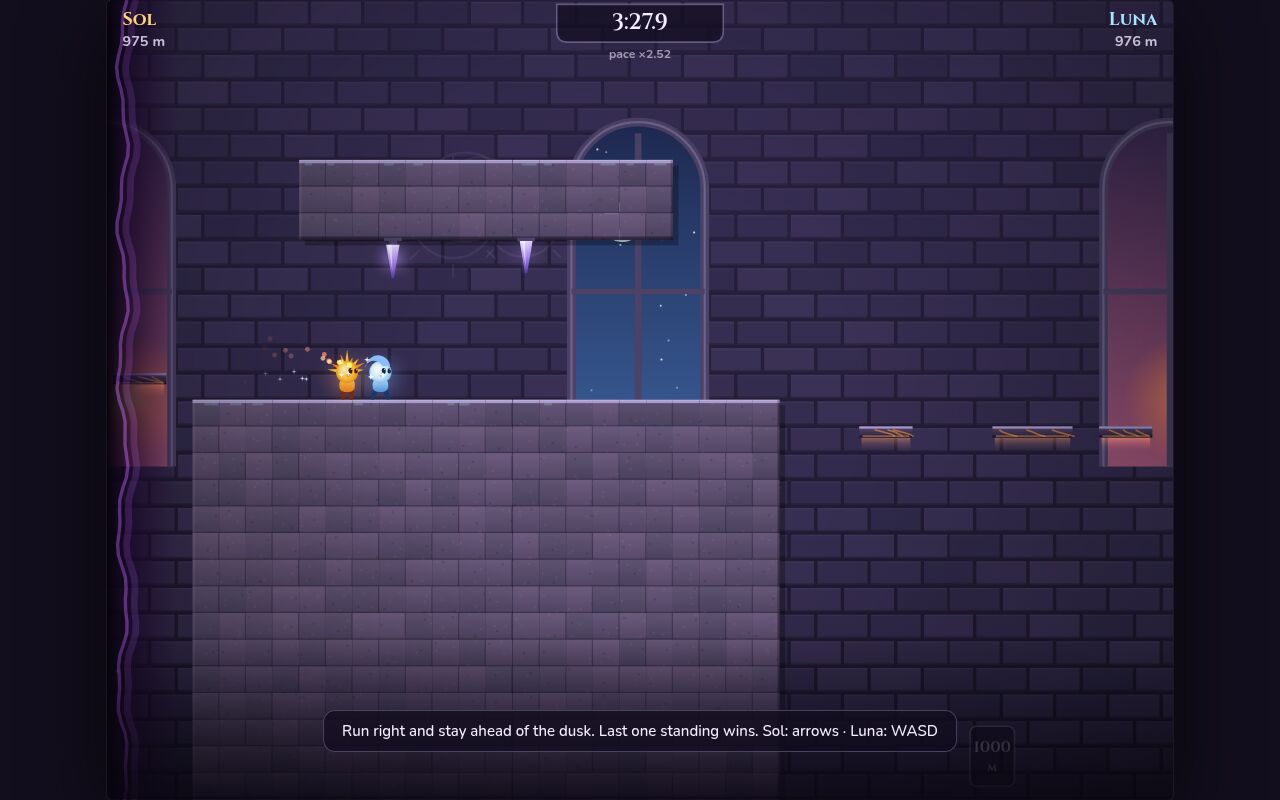 SOL
975 m
3:27.9
pace ×2.52
LUNA
976 m
Run right and stay ahead of the dusk. Last one standing wins. Sol: arrows · Luna: WASD
1000
M